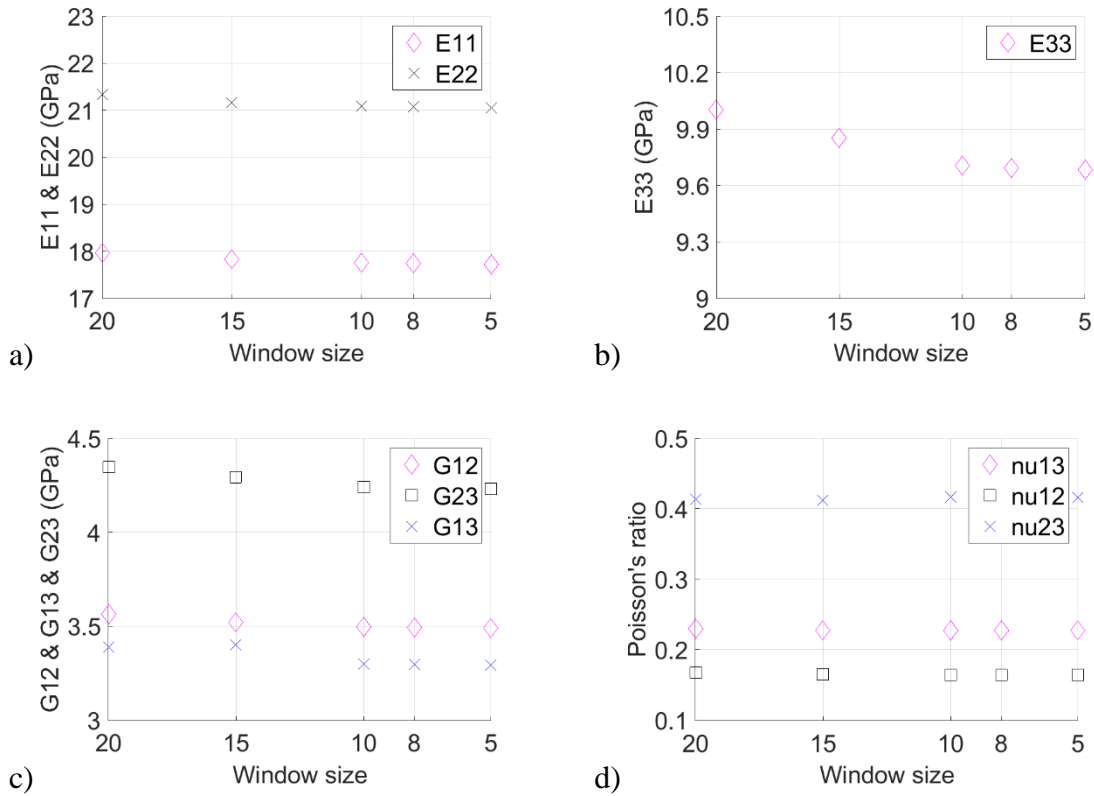 23
22
21
20
19
18
17
E11 & E22 (GPa)
E11
E22
20 15 10 8 5
Window size
a)
10.5
10.2
9.9
9.6
9.3
9
E33 (GPa)
E33
20 15 10 8 5
Window size
b)
4.5
4
3.5
3
G12 & G13 & G23 (GPa)
G12
G23
G13
20 15 10 8 5
Window size
c)
0.5
0.4
0.3
0.2
0.1
Poisson's ratio
nu13
nu12
nu23
20 15 10 8 5
Window size
d)